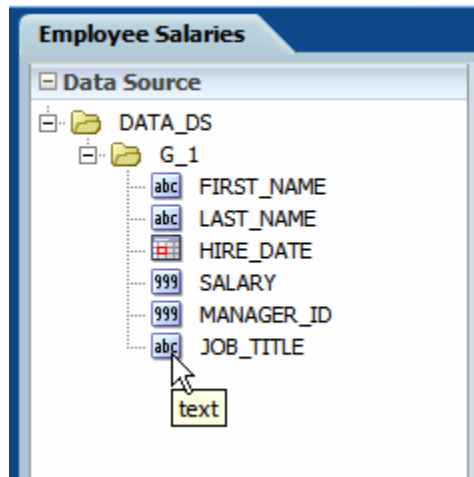 Employee Salaries
Data Source
DATA_DS
G_1
abc FIRST_NAME
abc LAST_NAME
HIRE_DATE
999 SALARY
999 MANAGER_ID
abc JOB_TITLE
text